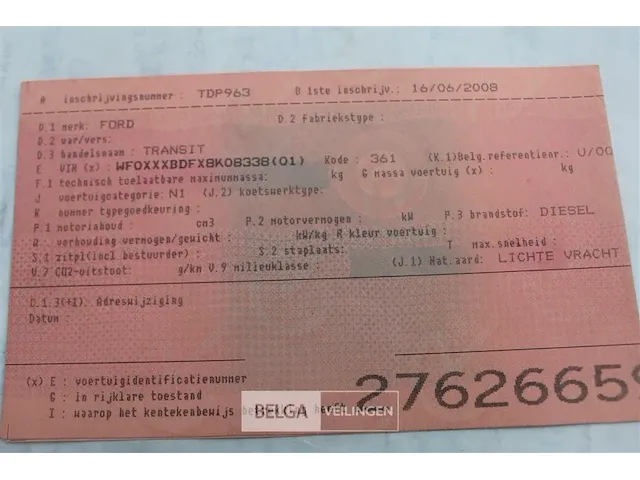 A inschrijvingsnummer : TDP963 B 1ste inschrijv.: 16/06/2008
D.1 merk: FORD D.2 fabriekstype :
D.2 var/vers:
D.3 handelsnaam : TRANSIT
E VIN (x) : WF0XXXBDFX8K08338(01) Kode : 361 (K.1)Belg.referentienr.: U/00
F.1 technisch toelaatbare maximummassa: kg G massa voertuig (x) : kg
J voertuigcategorie: N1 (J.2) koetswerktype:
K nummer typegoedkeuring :
P.1 motorinhoud : cm3 P.2 motorvermogen : kW P.3 brandstof: DIESEL
Q verhouding vermogen/gewicht : kW/kg R kleur voertuig :
S.1 zitpl(incl bestuurder) : S.2 staplaats: T max.snelheid :
V.7 CO2-uitstoot: g/km V.9 milieuklasse : (J.1) Nat.aard: LICHTE VRACHT
C.1.3(+I): Adreswijziging
Datum :
(x) E : voertuigidentificatienummer
G : in rijklare toestand
I : waarop het kentekenbewijs
27626659
BELGA VEILINGEN